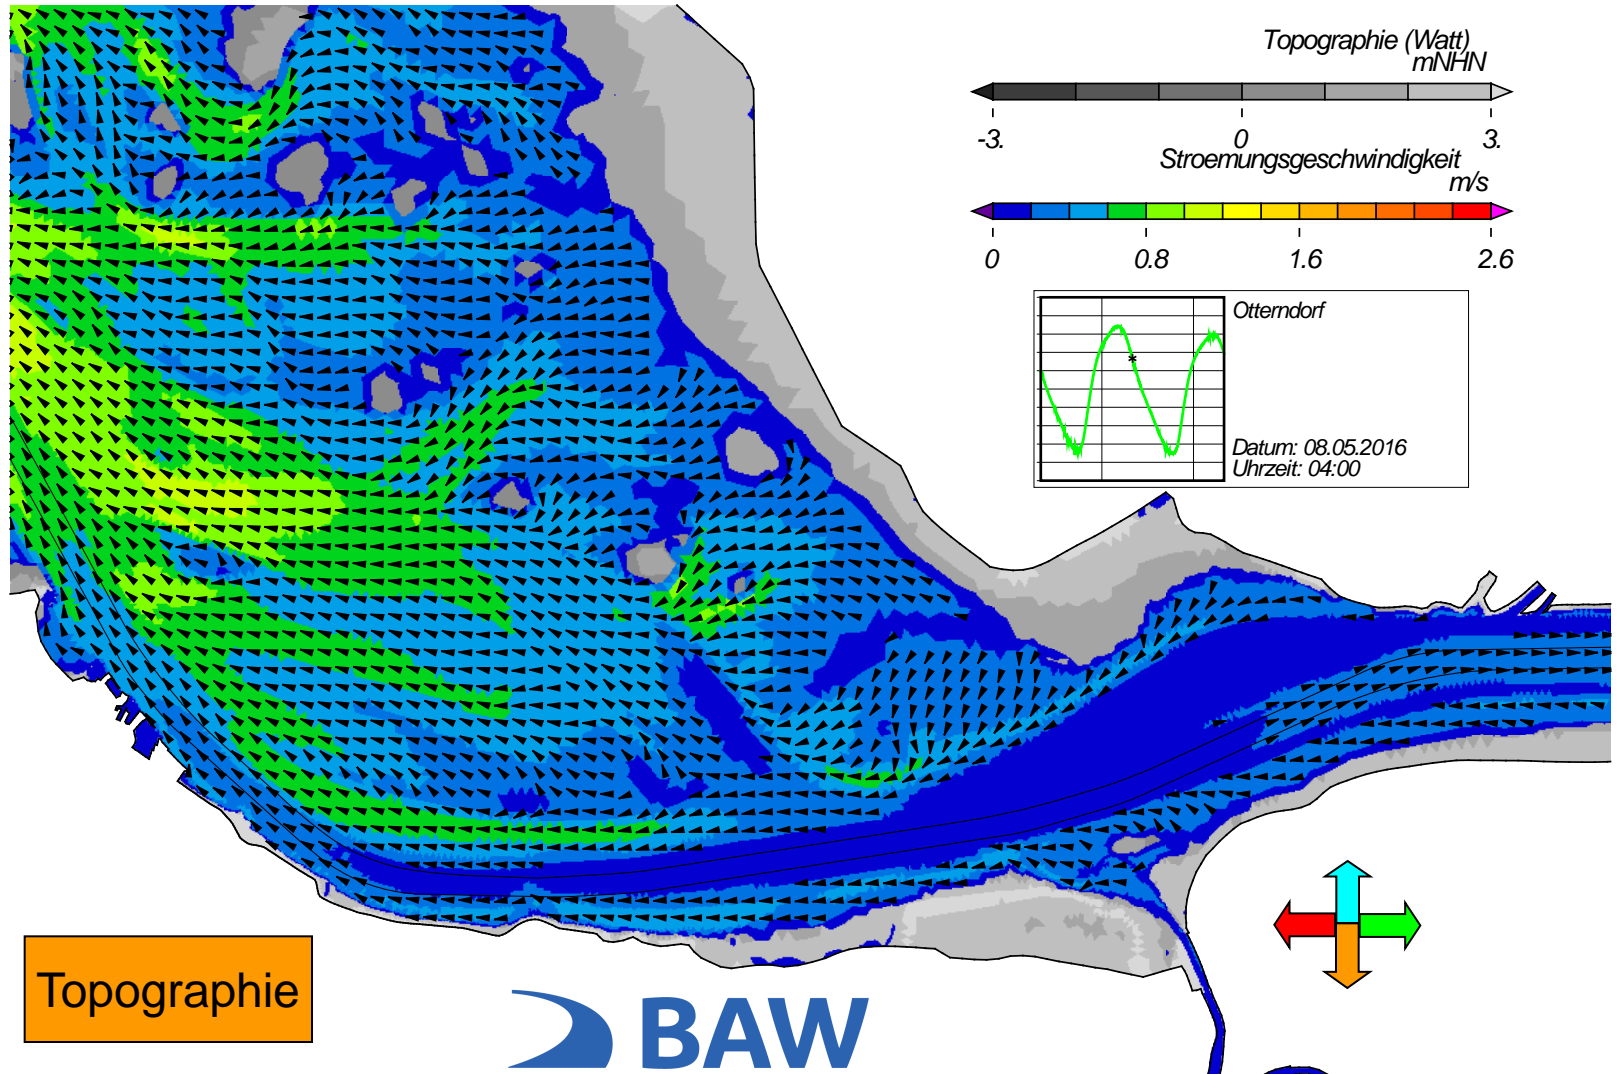 Topographie (Watt)
mNHN
-3. 0 3.
Stroemungsgeschwindigkeit
m/s
0 0.8 1.6 2.6
Otterndorf
Datum: 08.05.2016
Uhrzeit: 04:00
Topographie
BAW